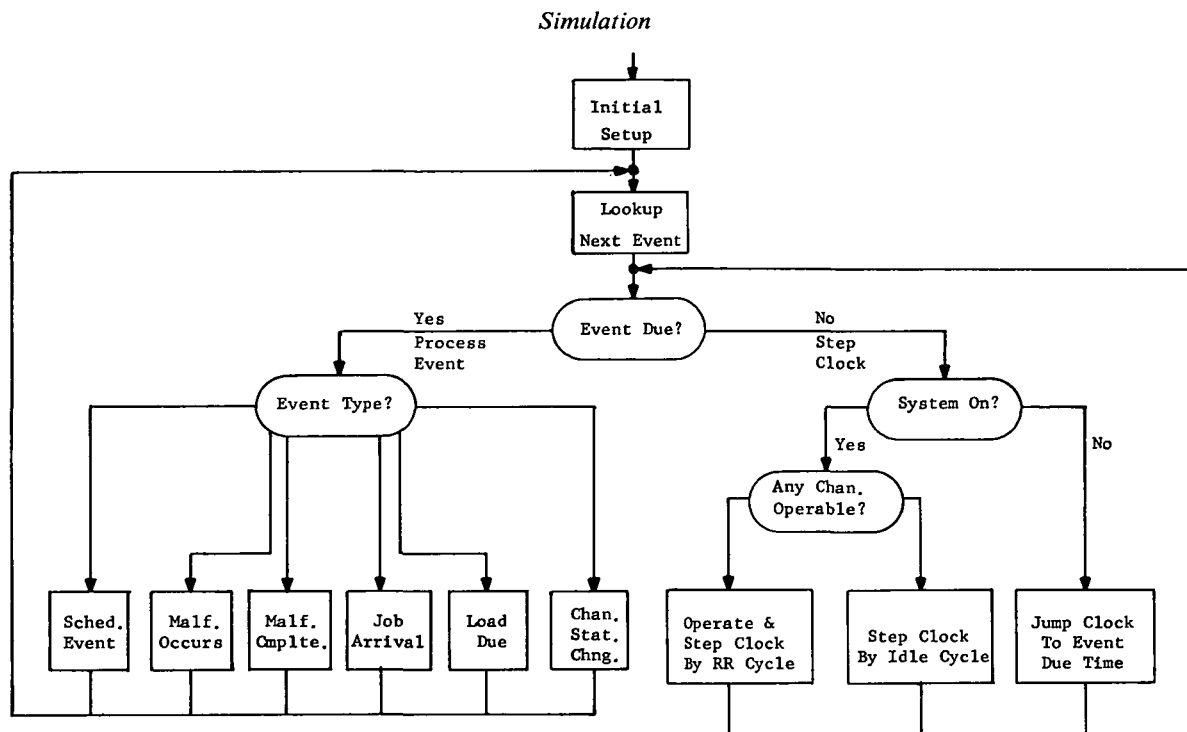 Simulation
Initial
Setup
Lookup
Next Event
Event Due?
Yes
Process
Event
No
Step
Clock
Event Type?
System On?
Yes
No
Any Chan.
Operable?
Sched.
Event
Malf.
Occurs
Malf.
Cmplte.
Job
Arrival
Load
Due
Chan.
Stat.
Chng.
Operate &
Step Clock
By RR Cycle
Step Clock
By Idle Cycle
Jump Clock
To Event
Due Time